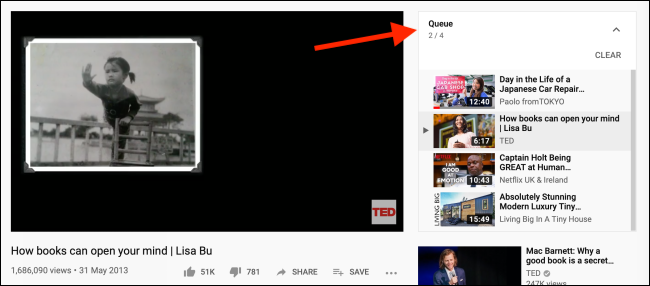 Queue
2 / 4
CLEAR
JAPANESE
CAR SHOP
12:40
Day in the Life of a
Japanese Car Repair...
Paolo fromTOKYO
6:17
How books can open your mind
| Lisa Bu
TED
I AM
GOOD
AT
EMOTION
10:43
Captain Holt Being
GREAT at Human...
Netflix UK & Ireland
LIVING BIG
15:49
Absolutely Stunning
Modern Luxury Tiny...
Living Big In A Tiny House
TED
How books can open your mind | Lisa Bu
1,686,090 views • 31 May 2013
51K
781
SHARE
SAVE
Mac Barnett: Why a
good book is a secret...
TED
247K views